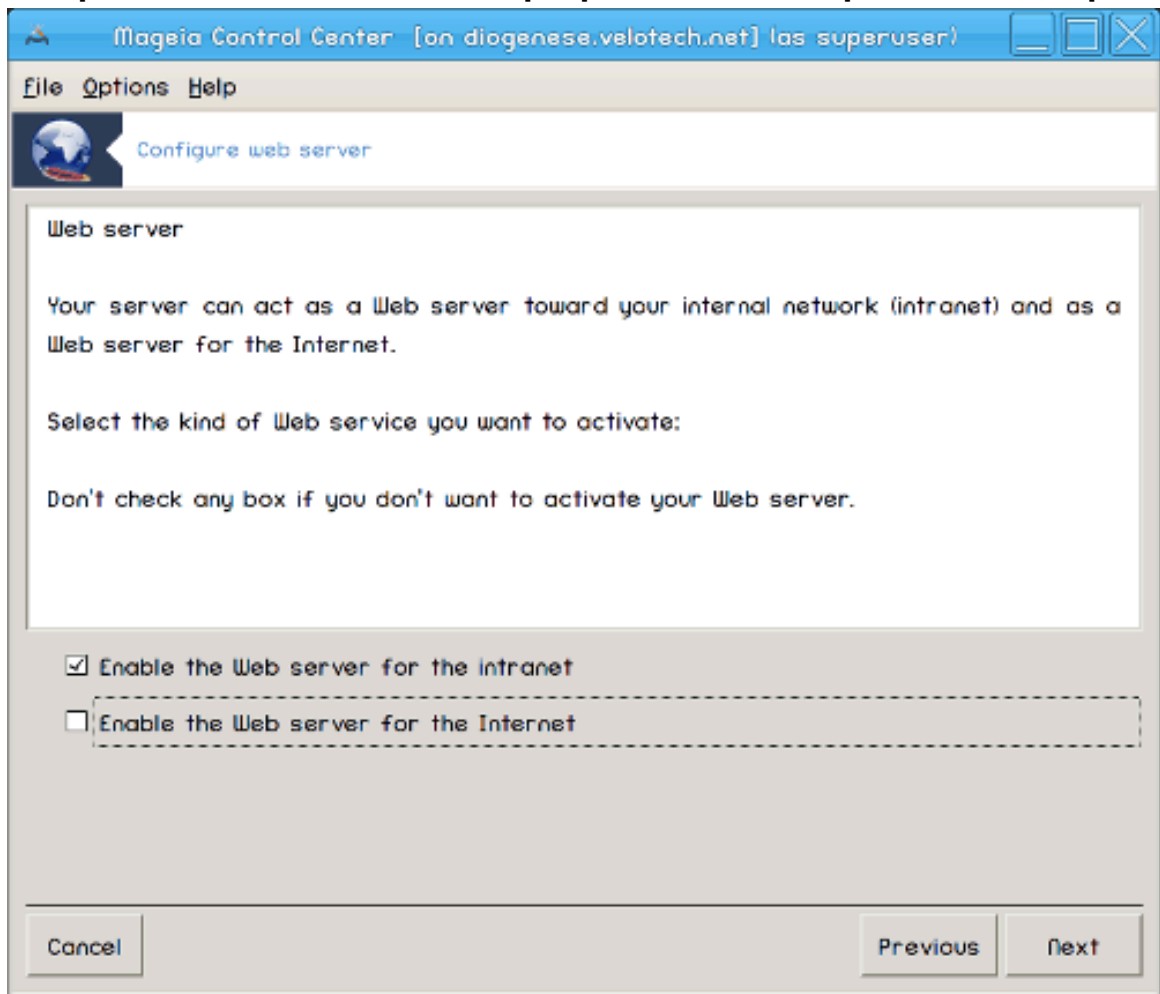 Mageia Control Center [on diogenese.velotech.net] (as superuser)
File Options Help
Configure web server
Web server
Your server can act as a Web server toward your internal network (intranet) and as a
Web server for the Internet.
Select the kind of Web service you want to activate:
Don't check any box if you don't want to activate your Web server.
Enable the Web server for the intranet
Enable the Web server for the Internet
Cancel Previous Next